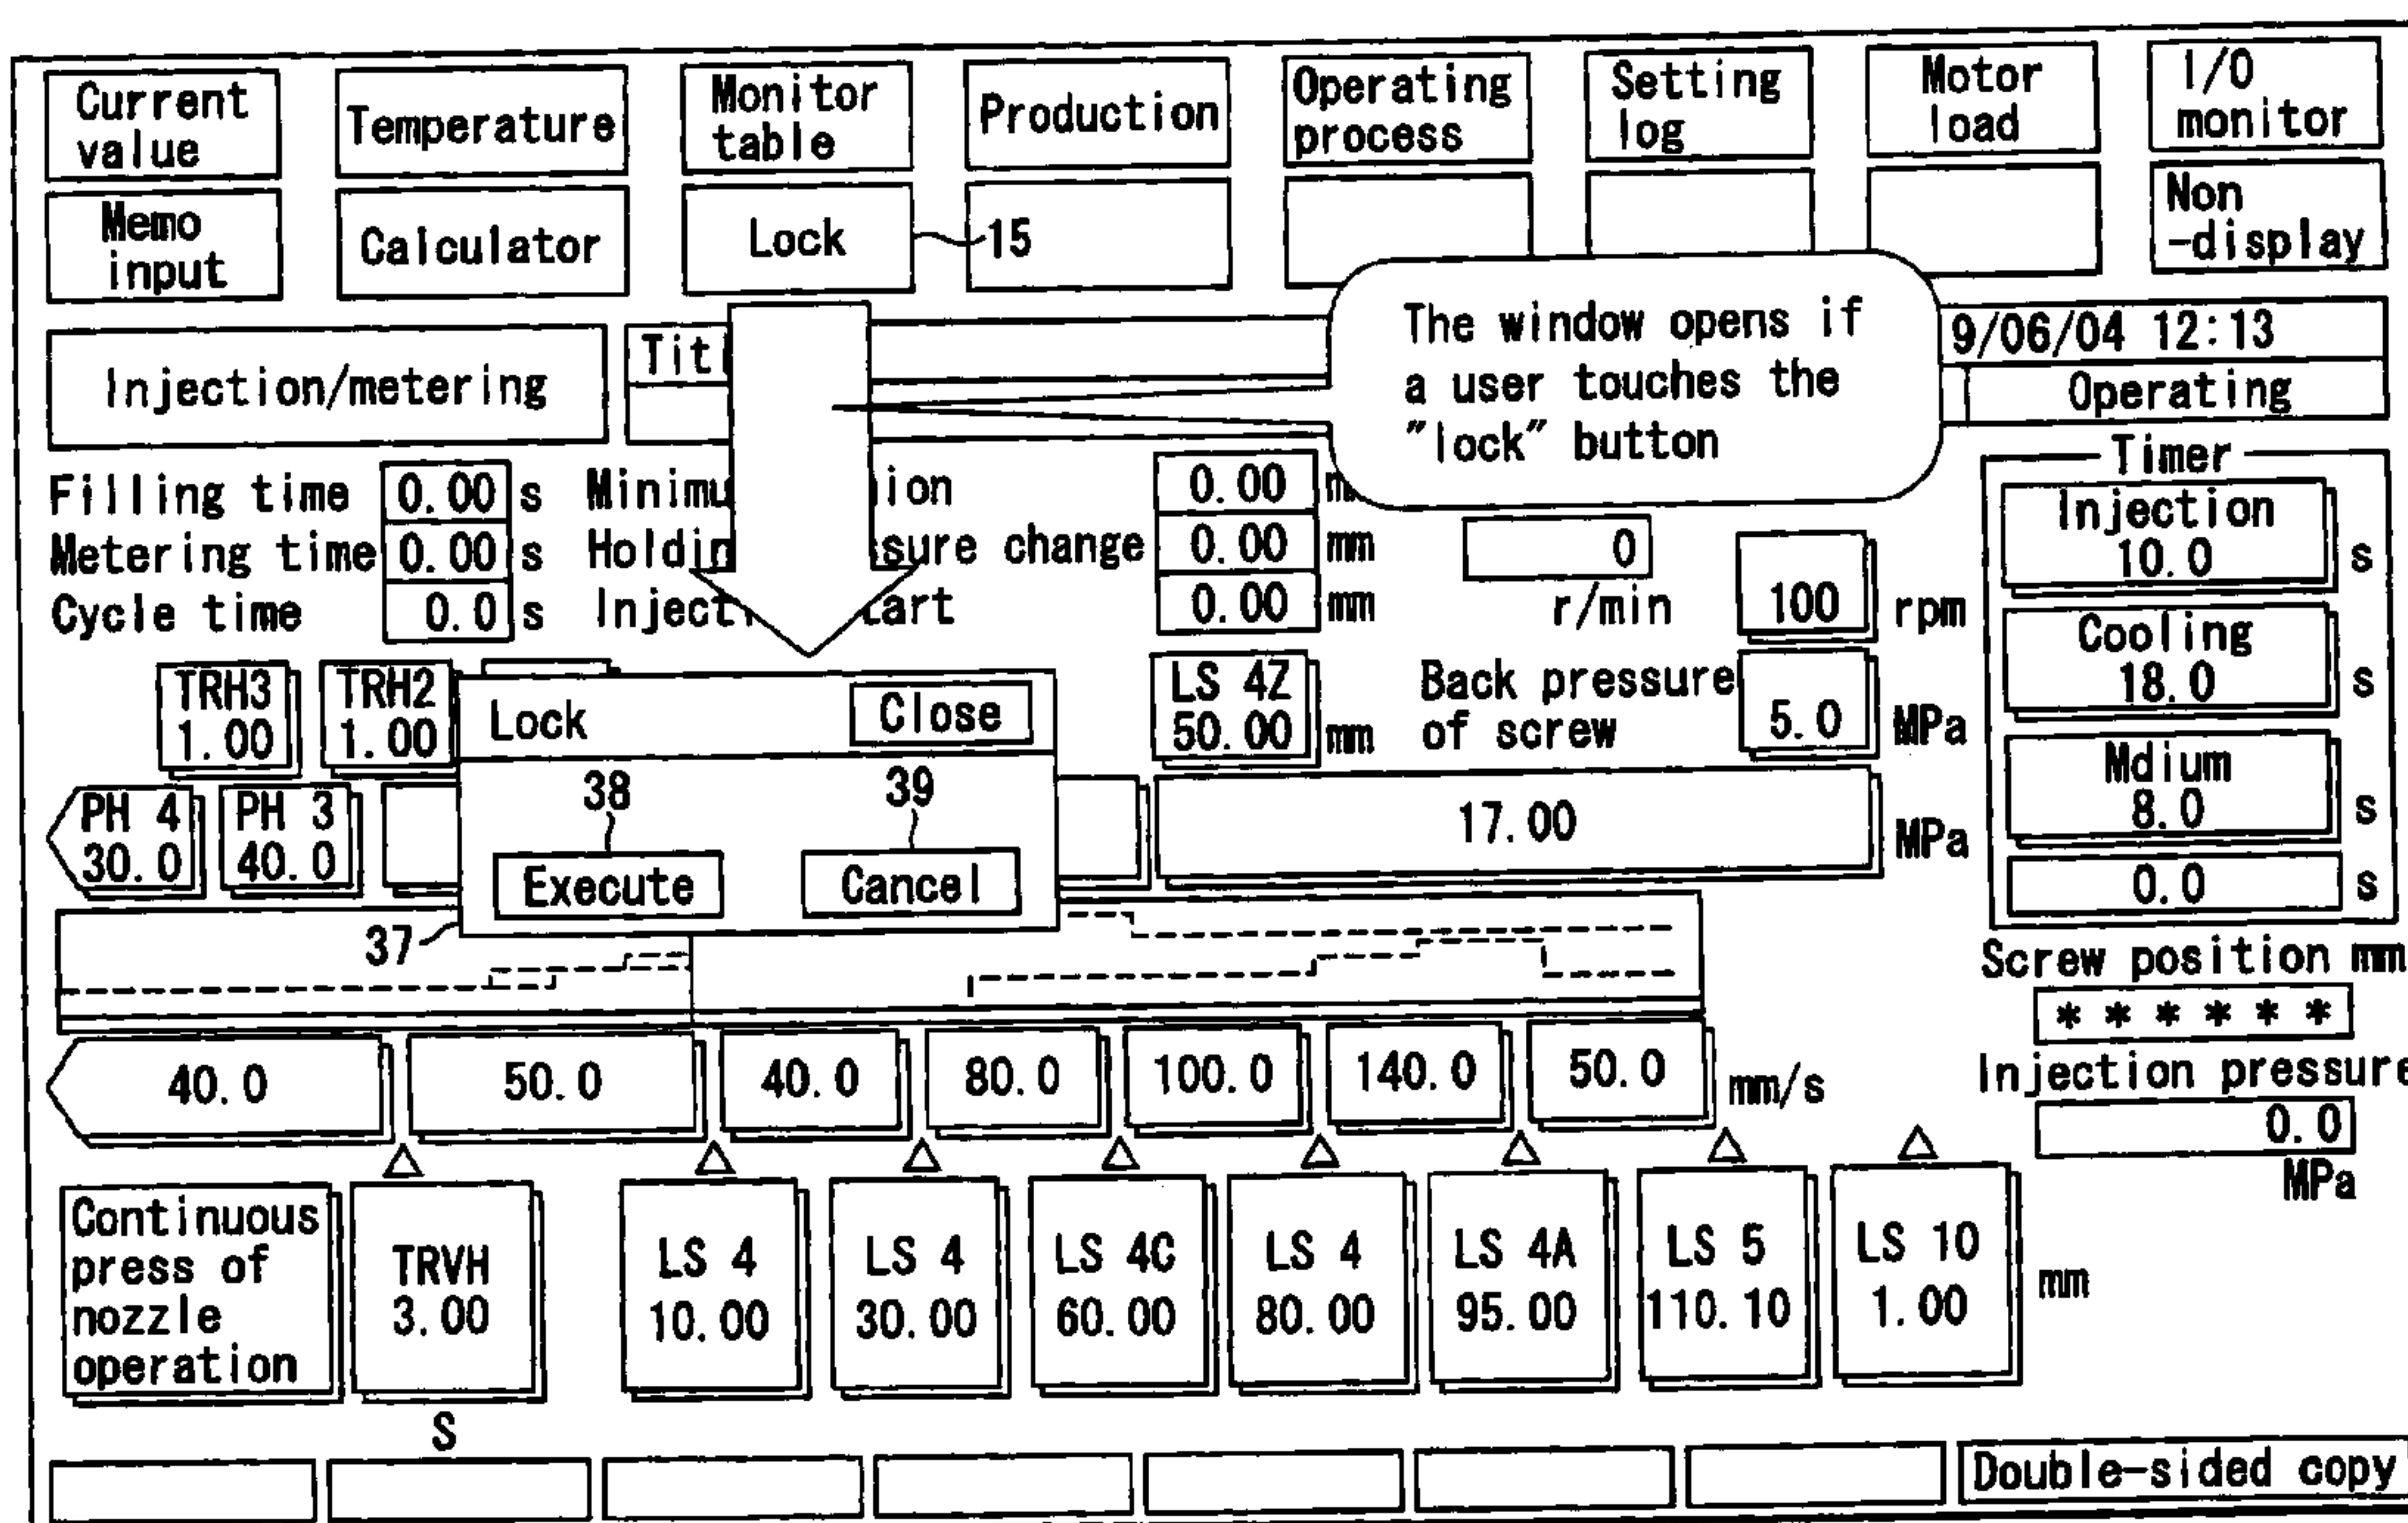 Current value
Temperature
Monitor table
Production
Operating process
Setting log
Motor load
I/O monitor
Memo input
Calculator
Lock
15
Non -display
Injection/metering
9/06/04 12:13
Operating
The window opens if
a user touches the
"lock" button
Filling time 0.00 s
0.00
Metering time 0.00 s
sure change 0.00 mm
Cycle time 0.0 s
0.00 mm
0
r/min
100 rpm
Timer
Injection
10.0 s
Cooling
18.0 s
Mdium
8.0 s
0.0 s
TRH3
1.00
TRH2
1.00
Lock Close
38 39
Execute Cancel
37
LS 4Z
50.00 mm
Back pressure
of screw
5.0 MPa
PH 4
30.0
PH 3
40.0
17.00 MPa
Screw position mm
* * * * * *
Injection pressure
0.0
MPa
40.0 50.0 40.0 80.0 100.0 140.0 50.0 mm/s
Continuous
press of
nozzle
operation
TRVH
3.00
S
LS 4
10.00
LS 4
30.00
LS 4C
60.00
LS 4
80.00
LS 4A
95.00
LS 5
110.10
LS 10
1.00
mm
Double-sided copy